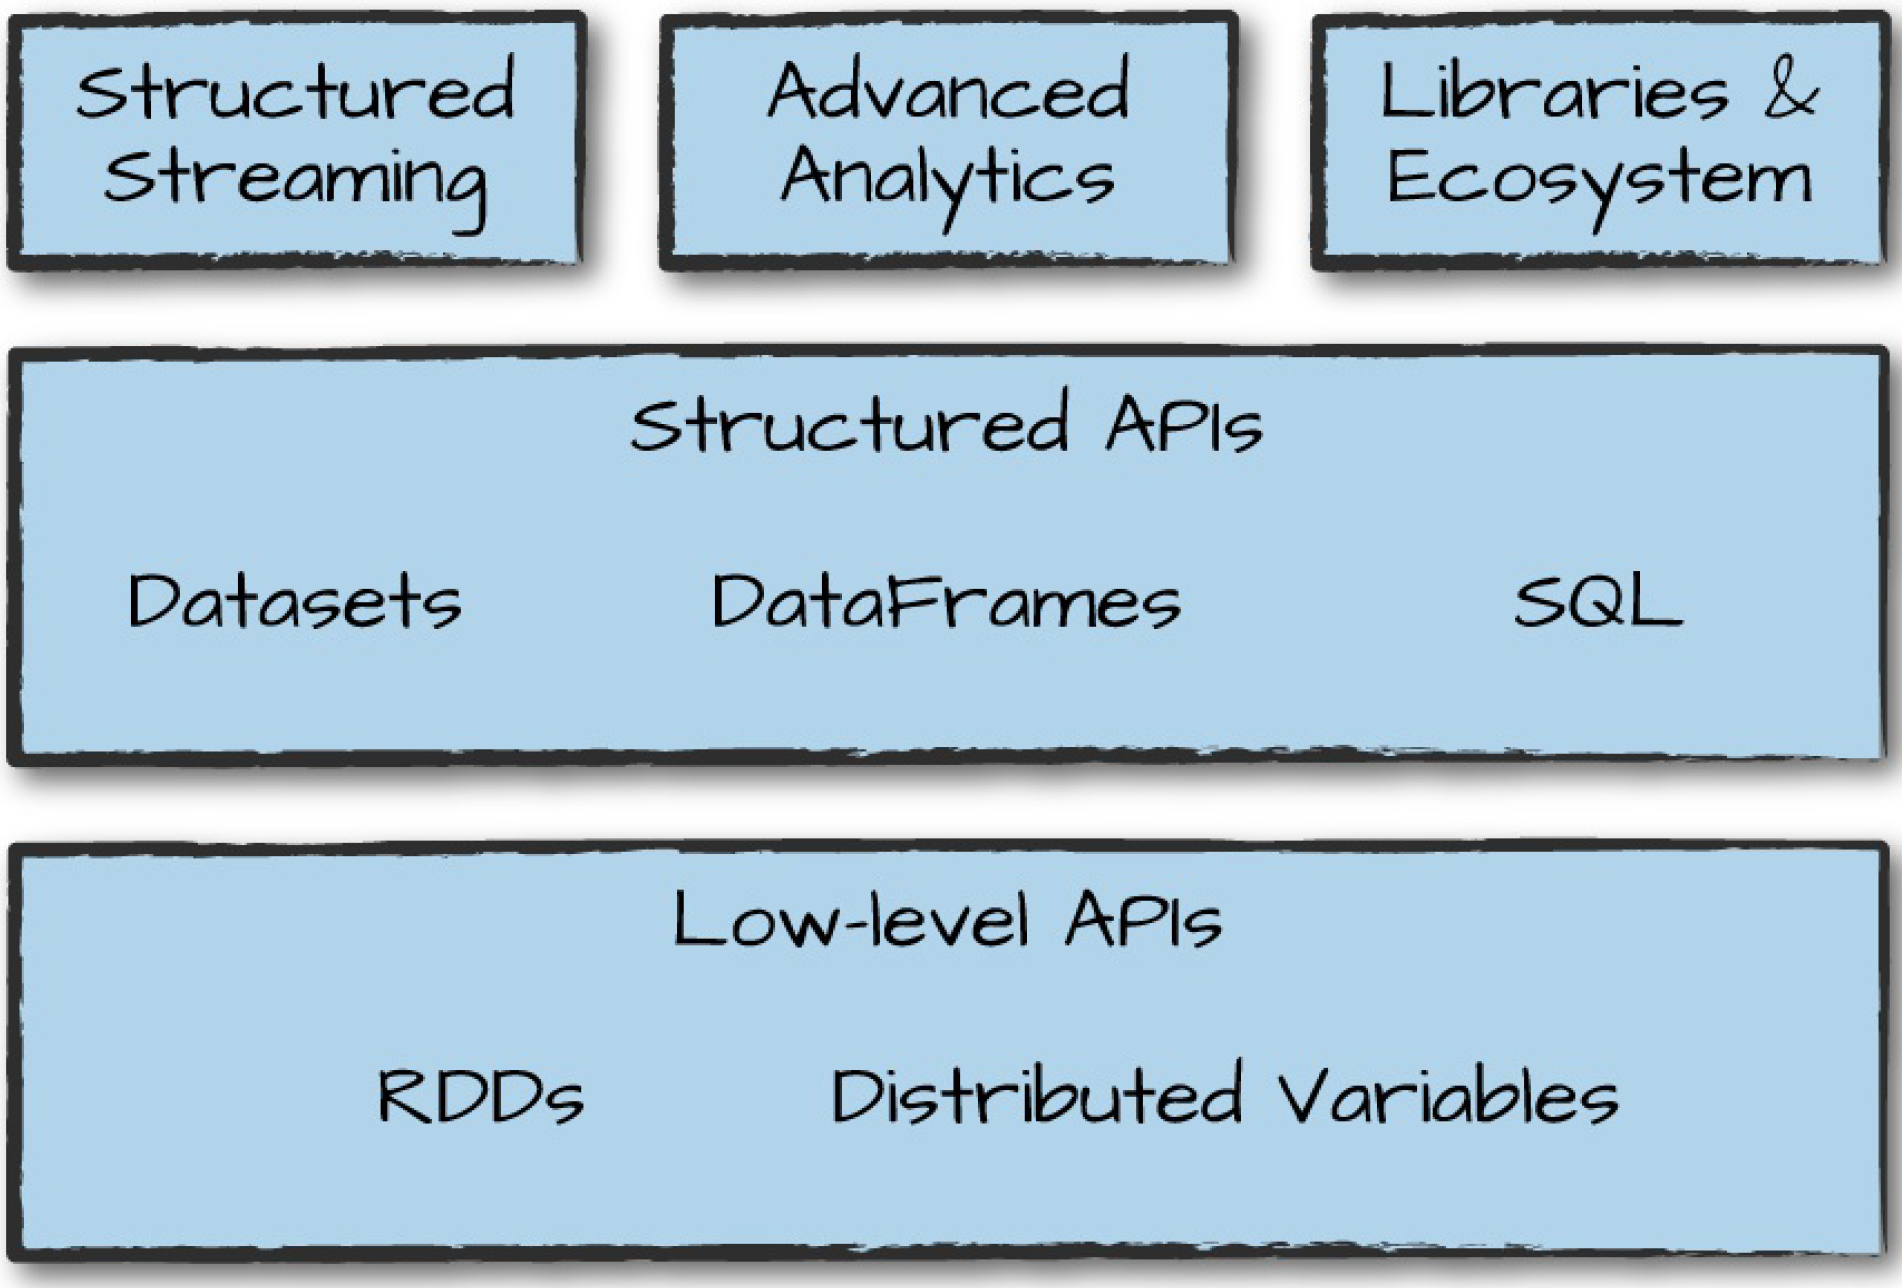 Structured
Streaming
Advanced
Analytics
Libraries &
Ecosystem
Structured APIs
Datasets DataFrames SQL
Low-level APIs
RDDs Distributed Variables